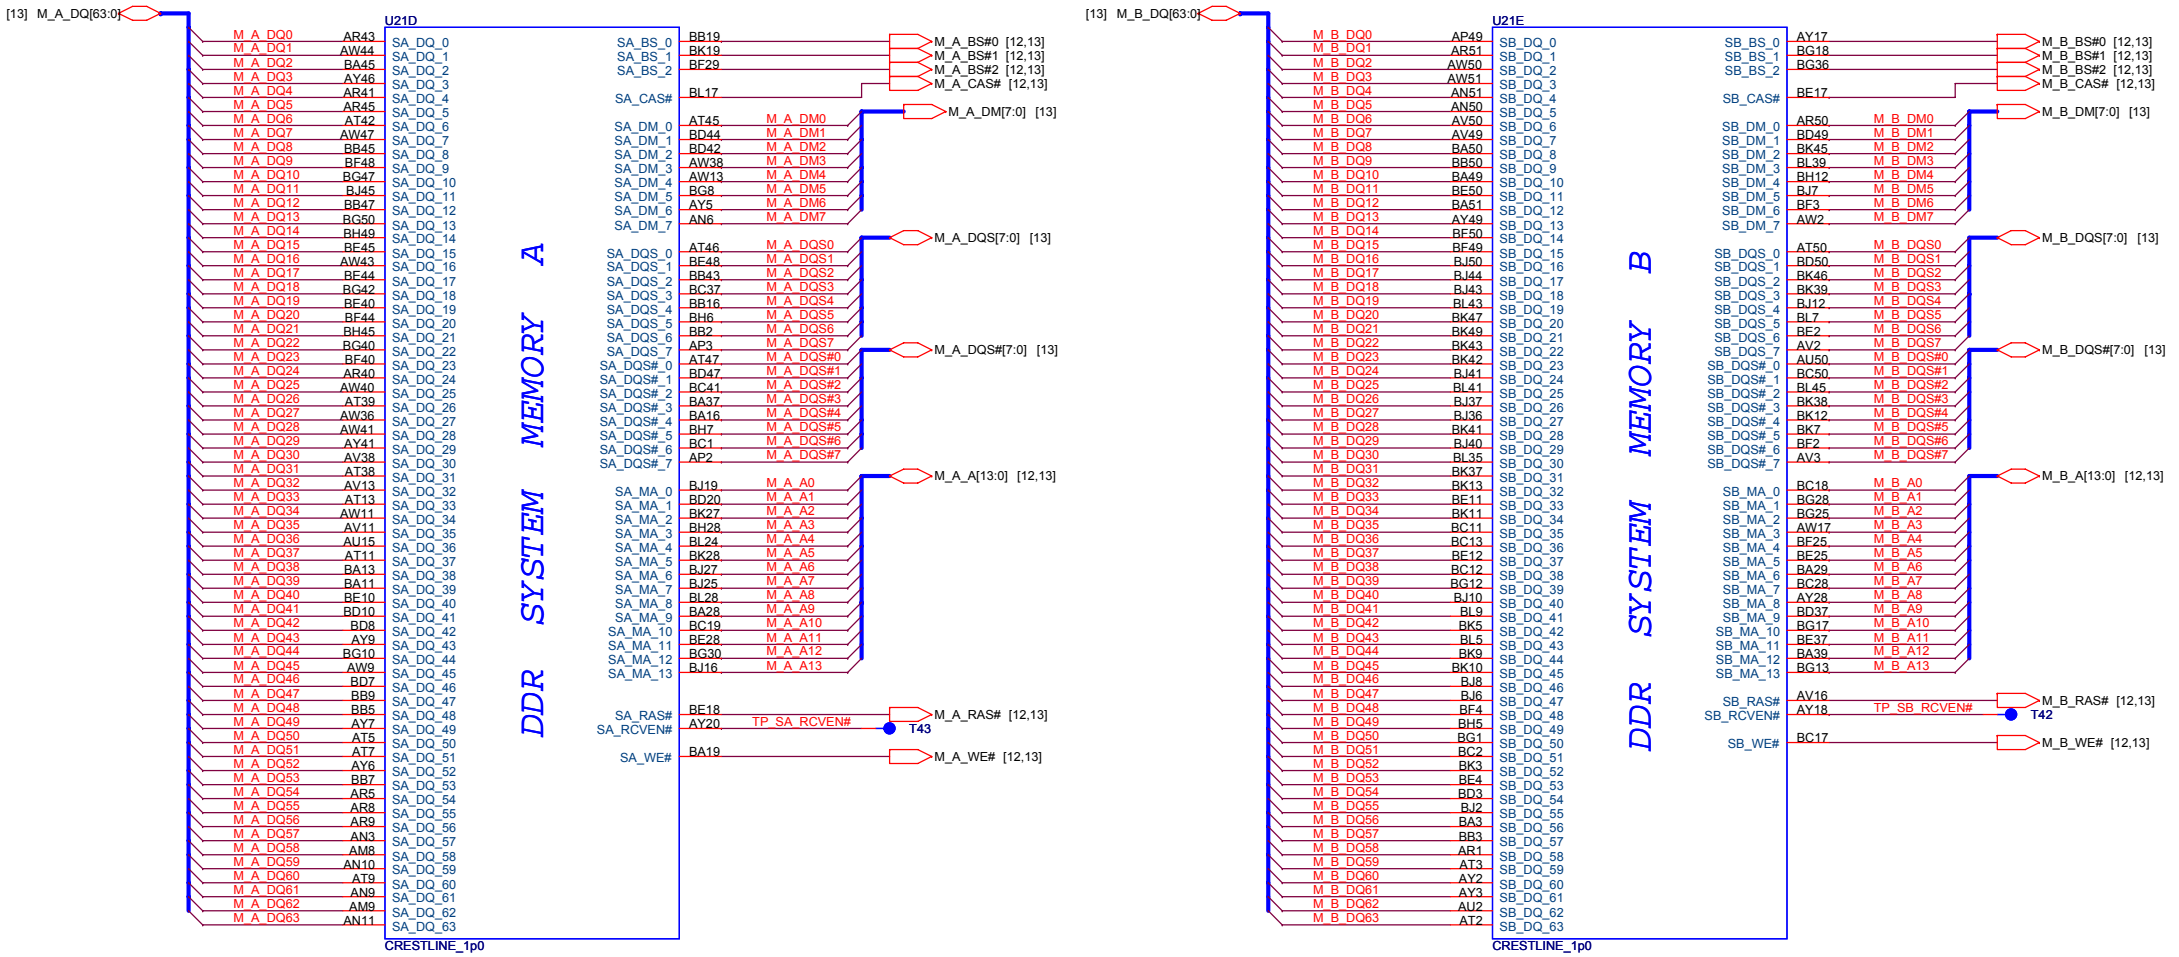 [13] M_A_DQ[63:0]
U21D
M_A_DQ0 AR43 SA_DQ_0
M_A_DQ1 AW44 SA_DQ_1
M_A_DQ2 BA45 SA_DQ_2
M_A_DQ3 AY46 SA_DQ_3
M_A_DQ4 AR41 SA_DQ_4
M_A_DQ5 AR45 SA_DQ_5
M_A_DQ6 AT42 SA_DQ_6
M_A_DQ7 AW47 SA_DQ_7
M_A_DQ8 BB45 SA_DQ_8
M_A_DQ9 BF48 SA_DQ_9
M_A_DQ10 BG47 SA_DQ_10
M_A_DQ11 BJ45 SA_DQ_11
M_A_DQ12 BB47 SA_DQ_12
M_A_DQ13 BG50 SA_DQ_13
M_A_DQ14 BH49 SA_DQ_14
M_A_DQ15 BE45 SA_DQ_15
M_A_DQ16 AW43 SA_DQ_16
M_A_DQ17 BE44 SA_DQ_17
M_A_DQ18 BG42 SA_DQ_18
M_A_DQ19 BE40 SA_DQ_19
M_A_DQ20 BF44 SA_DQ_20
M_A_DQ21 BH45 SA_DQ_21
M_A_DQ22 BG40 SA_DQ_22
M_A_DQ23 BF40 SA_DQ_23
M_A_DQ24 AR40 SA_DQ_24
M_A_DQ25 AW40 SA_DQ_25
M_A_DQ26 AT39 SA_DQ_26
M_A_DQ27 AW36 SA_DQ_27
M_A_DQ28 AW41 SA_DQ_28
M_A_DQ29 AY41 SA_DQ_29
M_A_DQ30 AV38 SA_DQ_30
M_A_DQ31 AT38 SA_DQ_31
M_A_DQ32 AV13 SA_DQ_32
M_A_DQ33 AT13 SA_DQ_33
M_A_DQ34 AW11 SA_DQ_34
M_A_DQ35 AV11 SA_DQ_35
M_A_DQ36 AU15 SA_DQ_36
M_A_DQ37 AT11 SA_DQ_37
M_A_DQ38 BA13 SA_DQ_38
M_A_DQ39 BA11 SA_DQ_39
M_A_DQ40 BE10 SA_DQ_40
M_A_DQ41 BD10 SA_DQ_41
M_A_DQ42 BD8 SA_DQ_42
M_A_DQ43 AY9 SA_DQ_43
M_A_DQ44 BG10 SA_DQ_44
M_A_DQ45 AW9 SA_DQ_45
M_A_DQ46 BD7 SA_DQ_46
M_A_DQ47 BB9 SA_DQ_47
M_A_DQ48 BB5 SA_DQ_48
M_A_DQ49 AY7 SA_DQ_49
M_A_DQ50 AT5 SA_DQ_50
M_A_DQ51 AT7 SA_DQ_51
M_A_DQ52 AY6 SA_DQ_52
M_A_DQ53 BB7 SA_DQ_53
M_A_DQ54 AR5 SA_DQ_54
M_A_DQ55 AR8 SA_DQ_55
M_A_DQ56 AR9 SA_DQ_56
M_A_DQ57 AN3 SA_DQ_57
M_A_DQ58 AM8 SA_DQ_58
M_A_DQ59 AN10 SA_DQ_59
M_A_DQ60 AT9 SA_DQ_60
M_A_DQ61 AN9 SA_DQ_61
M_A_DQ62 AM9 SA_DQ_62
M_A_DQ63 AN11 SA_DQ_63
DDR SYSTEM MEMORY A
SA_BS_0 BB19 M_A_BS#0 [12,13]
SA_BS_1 BK19 M_A_BS#1 [12,13]
SA_BS_2 BF29 M_A_BS#2 [12,13]
SA_CAS# BL17 M_A_CAS# [12,13]
M_A_DM[7:0] [13]
SA_DM_0 AT45 M_A_DM0
SA_DM_1 BD44 M_A_DM1
SA_DM_2 BD42 M_A_DM2
SA_DM_3 AW38 M_A_DM3
SA_DM_4 AW13 M_A_DM4
SA_DM_5 BG8 M_A_DM5
SA_DM_6 AY5 M_A_DM6
SA_DM_7 AN6 M_A_DM7
M_A_DQS[7:0] [13]
SA_DQS_0 AT46 M_A_DQS0
SA_DQS_1 BE48 M_A_DQS1
SA_DQS_2 BB43 M_A_DQS2
SA_DQS_3 BC37 M_A_DQS3
SA_DQS_4 BB16 M_A_DQS4
SA_DQS_5 BH6 M_A_DQS5
SA_DQS_6 BB2 M_A_DQS6
SA_DQS_7 AP3 M_A_DQS7
M_A_DQS#[7:0] [13]
SA_DQS#_0 AT47 M_A_DQS#0
SA_DQS#_1 BD47 M_A_DQS#1
SA_DQS#_2 BC41 M_A_DQS#2
SA_DQS#_3 BA37 M_A_DQS#3
SA_DQS#_4 BA16 M_A_DQS#4
SA_DQS#_5 BH7 M_A_DQS#5
SA_DQS#_6 BC1 M_A_DQS#6
SA_DQS#_7 AP2 M_A_DQS#7
M_A_A[13:0] [12,13]
SA_MA_0 BJ19 M_A_A0
SA_MA_1 BD20 M_A_A1
SA_MA_2 BK27 M_A_A2
SA_MA_3 BH28 M_A_A3
SA_MA_4 BL24 M_A_A4
SA_MA_5 BK28 M_A_A5
SA_MA_6 BJ27 M_A_A6
SA_MA_7 BJ25 M_A_A7
SA_MA_8 BL28 M_A_A8
SA_MA_9 BA28 M_A_A9
SA_MA_10 BC19 M_A_A10
SA_MA_11 BE28 M_A_A11
SA_MA_12 BG30 M_A_A12
SA_MA_13 BJ16 M_A_A13
SA_RAS# BE18 M_A_RAS# [12,13]
SA_RCVEN# AY20 TP_SA_RCVEN# T43
SA_WE# BA19 M_A_WE# [12,13]
CRESTLINE_1p0
[13] M_B_DQ[63:0]
U21E
M_B_DQ0 AP49 SB_DQ_0
M_B_DQ1 AR51 SB_DQ_1
M_B_DQ2 AW50 SB_DQ_2
M_B_DQ3 AW51 SB_DQ_3
M_B_DQ4 AN51 SB_DQ_4
M_B_DQ5 AN50 SB_DQ_5
M_B_DQ6 AV50 SB_DQ_6
M_B_DQ7 AV49 SB_DQ_7
M_B_DQ8 BA50 SB_DQ_8
M_B_DQ9 BB50 SB_DQ_9
M_B_DQ10 BA49 SB_DQ_10
M_B_DQ11 BE50 SB_DQ_11
M_B_DQ12 BA51 SB_DQ_12
M_B_DQ13 AY49 SB_DQ_13
M_B_DQ14 BF50 SB_DQ_14
M_B_DQ15 BF49 SB_DQ_15
M_B_DQ16 BJ50 SB_DQ_16
M_B_DQ17 BJ44 SB_DQ_17
M_B_DQ18 BJ43 SB_DQ_18
M_B_DQ19 BL43 SB_DQ_19
M_B_DQ20 BK47 SB_DQ_20
M_B_DQ21 BK49 SB_DQ_21
M_B_DQ22 BK43 SB_DQ_22
M_B_DQ23 BK42 SB_DQ_23
M_B_DQ24 BJ41 SB_DQ_24
M_B_DQ25 BL41 SB_DQ_25
M_B_DQ26 BJ37 SB_DQ_26
M_B_DQ27 BJ36 SB_DQ_27
M_B_DQ28 BK41 SB_DQ_28
M_B_DQ29 BJ40 SB_DQ_29
M_B_DQ30 BL35 SB_DQ_30
M_B_DQ31 BK37 SB_DQ_31
M_B_DQ32 BK13 SB_DQ_32
M_B_DQ33 BE11 SB_DQ_33
M_B_DQ34 BK11 SB_DQ_34
M_B_DQ35 BC11 SB_DQ_35
M_B_DQ36 BC13 SB_DQ_36
M_B_DQ37 BE12 SB_DQ_37
M_B_DQ38 BC12 SB_DQ_38
M_B_DQ39 BG12 SB_DQ_39
M_B_DQ40 BJ10 SB_DQ_40
M_B_DQ41 BL9 SB_DQ_41
M_B_DQ42 BK5 SB_DQ_42
M_B_DQ43 BL5 SB_DQ_43
M_B_DQ44 BK9 SB_DQ_44
M_B_DQ45 BK10 SB_DQ_45
M_B_DQ46 BJ8 SB_DQ_46
M_B_DQ47 BJ6 SB_DQ_47
M_B_DQ48 BF4 SB_DQ_48
M_B_DQ49 BH5 SB_DQ_49
M_B_DQ50 BG1 SB_DQ_50
M_B_DQ51 BC2 SB_DQ_51
M_B_DQ52 BK3 SB_DQ_52
M_B_DQ53 BE4 SB_DQ_53
M_B_DQ54 BD3 SB_DQ_54
M_B_DQ55 BJ2 SB_DQ_55
M_B_DQ56 BA3 SB_DQ_56
M_B_DQ57 BB3 SB_DQ_57
M_B_DQ58 AR1 SB_DQ_58
M_B_DQ59 AT3 SB_DQ_59
M_B_DQ60 AY2 SB_DQ_60
M_B_DQ61 AY3 SB_DQ_61
M_B_DQ62 AU2 SB_DQ_62
M_B_DQ63 AT2 SB_DQ_63
DDR SYSTEM MEMORY B
SB_BS_0 AY17 M_B_BS#0 [12,13]
SB_BS_1 BG18 M_B_BS#1 [12,13]
SB_BS_2 BG36 M_B_BS#2 [12,13]
SB_CAS# BE17 M_B_CAS# [12,13]
M_B_DM[7:0] [13]
SB_DM_0 AR50 M_B_DM0
SB_DM_1 BD49 M_B_DM1
SB_DM_2 BK45 M_B_DM2
SB_DM_3 BL39 M_B_DM3
SB_DM_4 BH12 M_B_DM4
SB_DM_5 BJ7 M_B_DM5
SB_DM_6 BF3 M_B_DM6
SB_DM_7 AW2 M_B_DM7
M_B_DQS[7:0] [13]
SB_DQS_0 AT50 M_B_DQS0
SB_DQS_1 BD50 M_B_DQS1
SB_DQS_2 BK46 M_B_DQS2
SB_DQS_3 BK39 M_B_DQS3
SB_DQS_4 BJ12 M_B_DQS4
SB_DQS_5 BL7 M_B_DQS5
SB_DQS_6 BE2 M_B_DQS6
SB_DQS_7 AV2 M_B_DQS7
M_B_DQS#[7:0] [13]
SB_DQS#_0 AU50 M_B_DQS#0
SB_DQS#_1 BC50 M_B_DQS#1
SB_DQS#_2 BL45 M_B_DQS#2
SB_DQS#_3 BK38 M_B_DQS#3
SB_DQS#_4 BK12 M_B_DQS#4
SB_DQS#_5 BK7 M_B_DQS#5
SB_DQS#_6 BF2 M_B_DQS#6
SB_DQS#_7 AV3 M_B_DQS#7
M_B_A[13:0] [12,13]
SB_MA_0 BC18 M_B_A0
SB_MA_1 BG28 M_B_A1
SB_MA_2 BG25 M_B_A2
SB_MA_3 AW17 M_B_A3
SB_MA_4 BF25 M_B_A4
SB_MA_5 BE25 M_B_A5
SB_MA_6 BA29 M_B_A6
SB_MA_7 BC28 M_B_A7
SB_MA_8 AY28 M_B_A8
SB_MA_9 BD37 M_B_A9
SB_MA_10 BG17 M_B_A10
SB_MA_11 BE37 M_B_A11
SB_MA_12 BA39 M_B_A12
SB_MA_13 BG13 M_B_A13
SB_RAS# AV16 M_B_RAS# [12,13]
SB_RCVEN# AY18 TP_SB_RCVEN# T42
SB_WE# BC17 M_B_WE# [12,13]
CRESTLINE_1p0